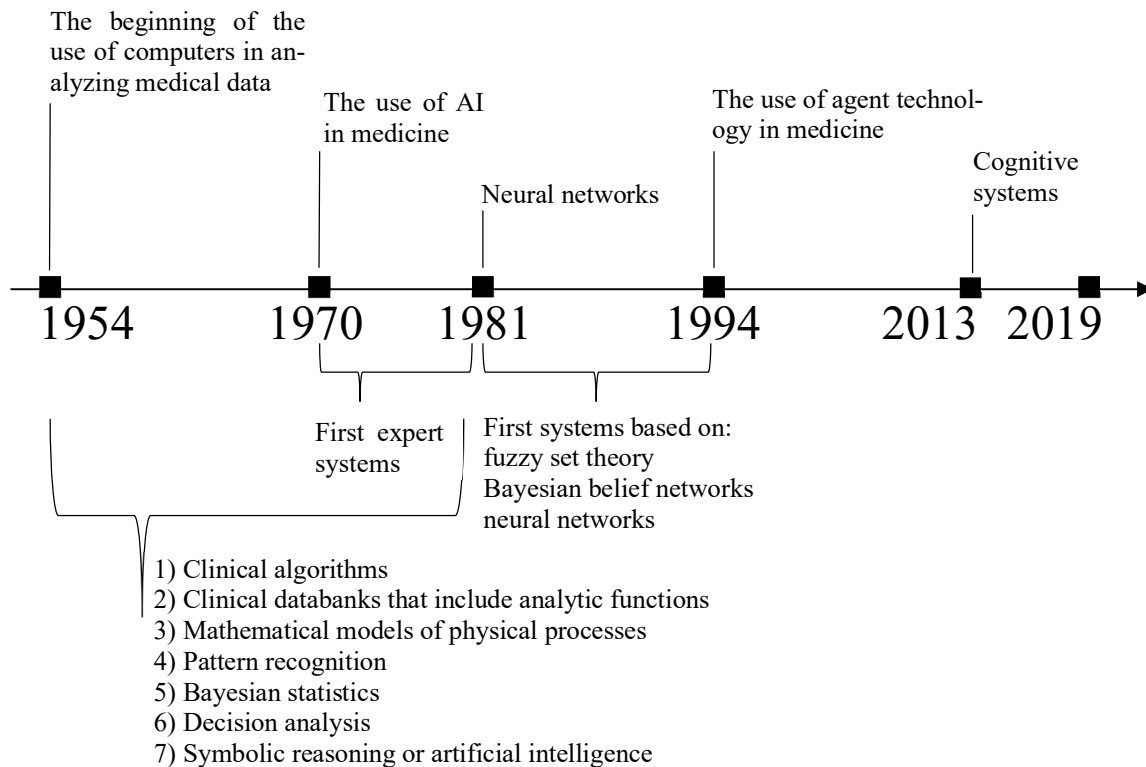 The beginning of the
use of computers in an-
alyzing medical data
The use of AI
in medicine
Neural networks
The use of agent technol-
ogy in medicine
Cognitive
systems
1954
1970
1981
1994
2013
2019
First expert
systems
First systems based on:
fuzzy set theory
Bayesian belief networks
neural networks
1) Clinical algorithms
2) Clinical databanks that include analytic functions
3) Mathematical models of physical processes
4) Pattern recognition
5) Bayesian statistics
6) Decision analysis
7) Symbolic reasoning or artificial intelligence